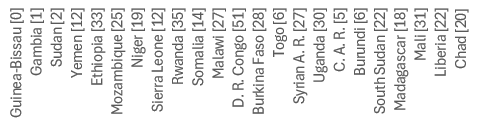 Guinea-Bissau [0]
Gambia [1]
Sudan [2]
Yemen [12]
Ethiopia [33]
Mozambique [25]
Niger [19]
Sierra Leone [12]
Rwanda [35]
Somalia [14]
Malawi [27]
D. R. Congo [51]
Burkina Faso [28]
Togo [6]
Syrian A. R. [27]
Uganda [30]
C. A. R. [5]
Burundi [6]
South Sudan [22]
Madagascar [18]
Mali [31]
Liberia [22]
Chad [20]